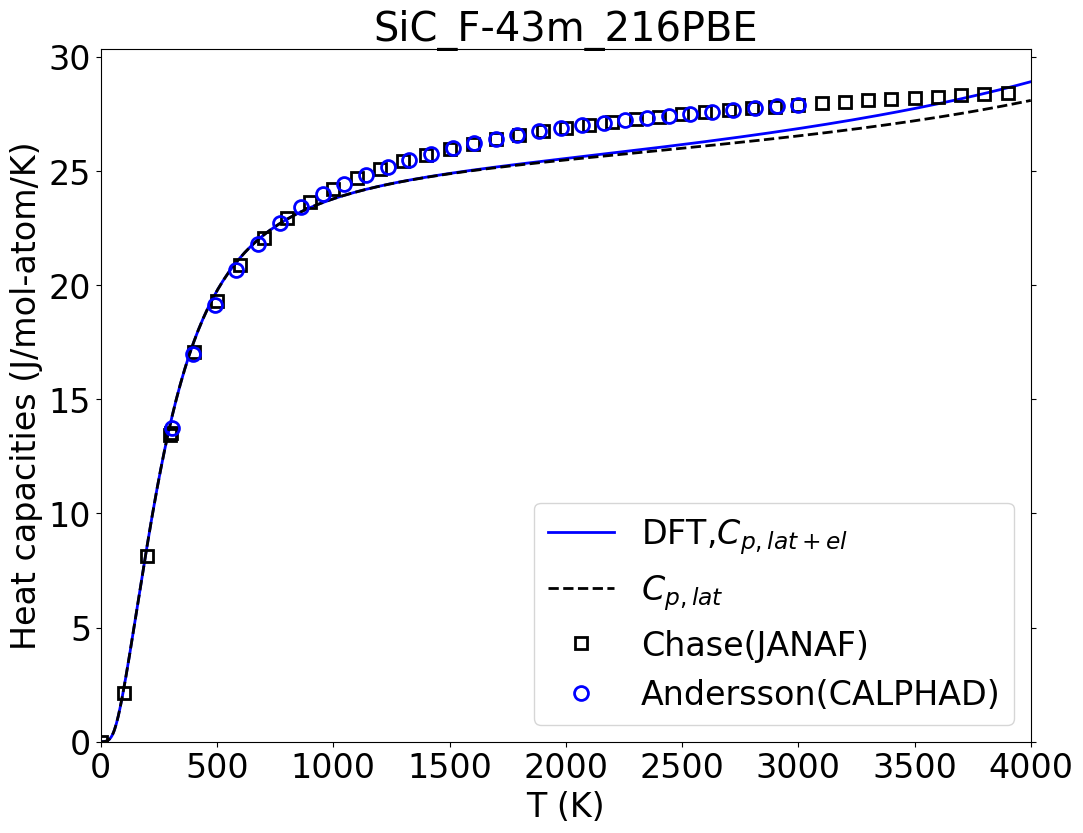 SiC_F-43m_216PBE
Heat capacities (J/mol-atom/K)
30
25
20
15
10
5
0
DFT,C_{p,lat+el}
C_{p,lat}
Chase(JANAF)
Andersson(CALPHAD)
0 500 1000 1500 2000 2500 3000 3500 4000
T (K)